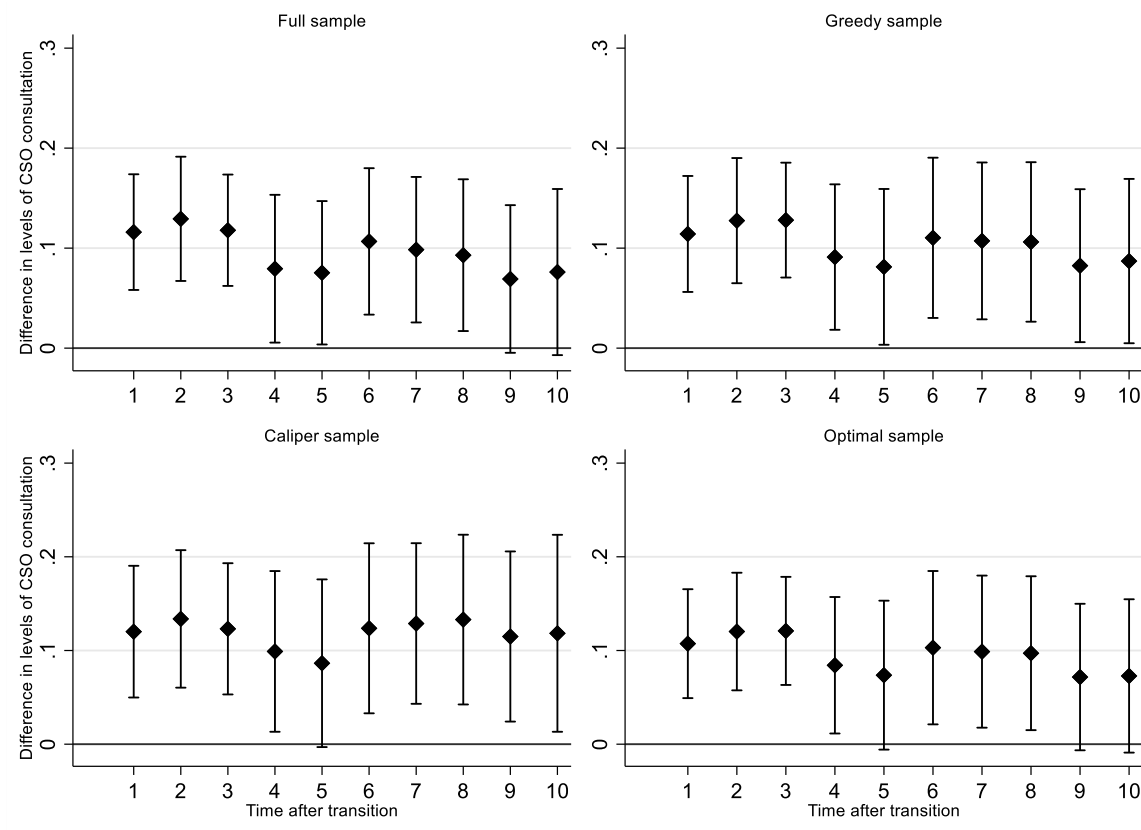 Full sample
Difference in levels of CSO consultation
.3
.2
.1
0
1 2 3 4 5 6 7 8 9 10
Greedy sample
.3
.2
.1
0
1 2 3 4 5 6 7 8 9 10
Caliper sample
Difference in levels of CSO consultation
.3
.2
.1
0
1 2 3 4 5 6 7 8 9 10
Time after transition
Optimal sample
.3
.2
.1
0
1 2 3 4 5 6 7 8 9 10
Time after transition